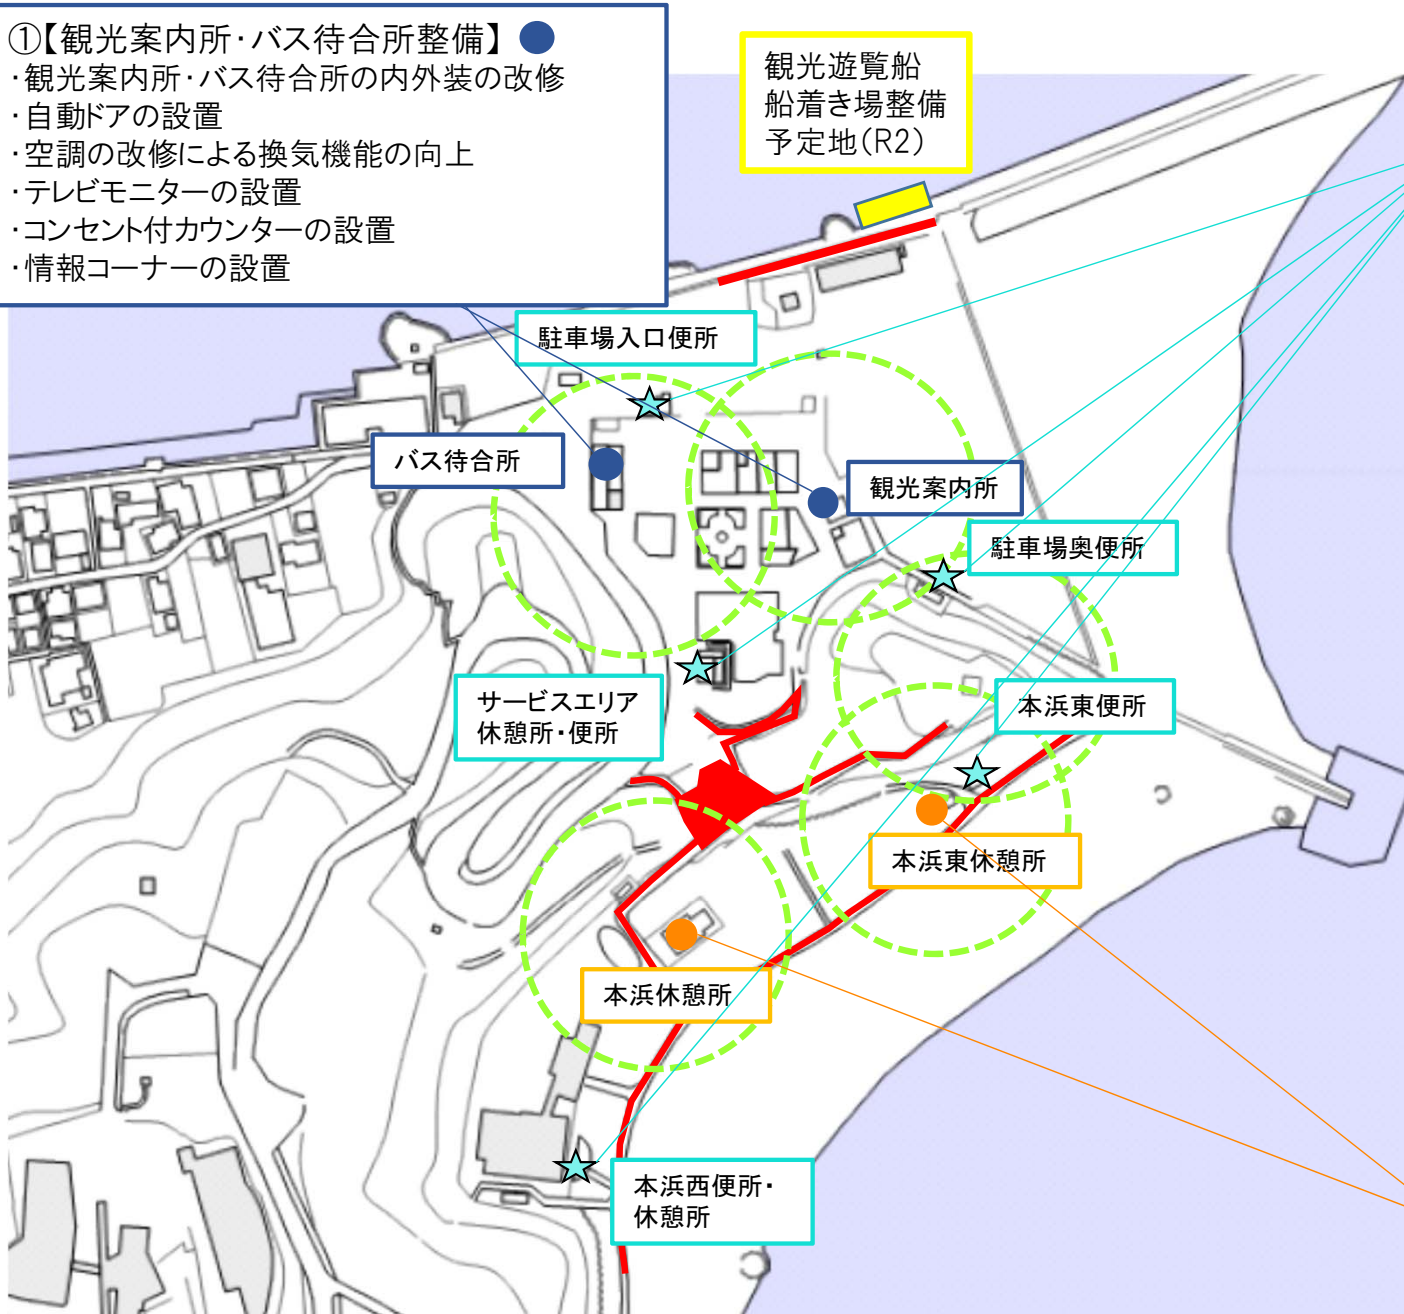 ①【観光案内所・バス待合所整備】
・観光案内所・バス待合所の内外装の改修
・自動ドアの設置
・空調の改修による換気機能の向上
・テレビモニターの設置
・コンセント付カウンターの設置
・情報コーナーの設置
観光遊覧船
船着き場整備
予定地(R2)
駐車場入口便所
バス待合所
観光案内所
駐車場奥便所
サービスエリア
休憩所・便所
本浜東便所
本浜東休憩所
本浜休憩所
本浜西便所・
休憩所